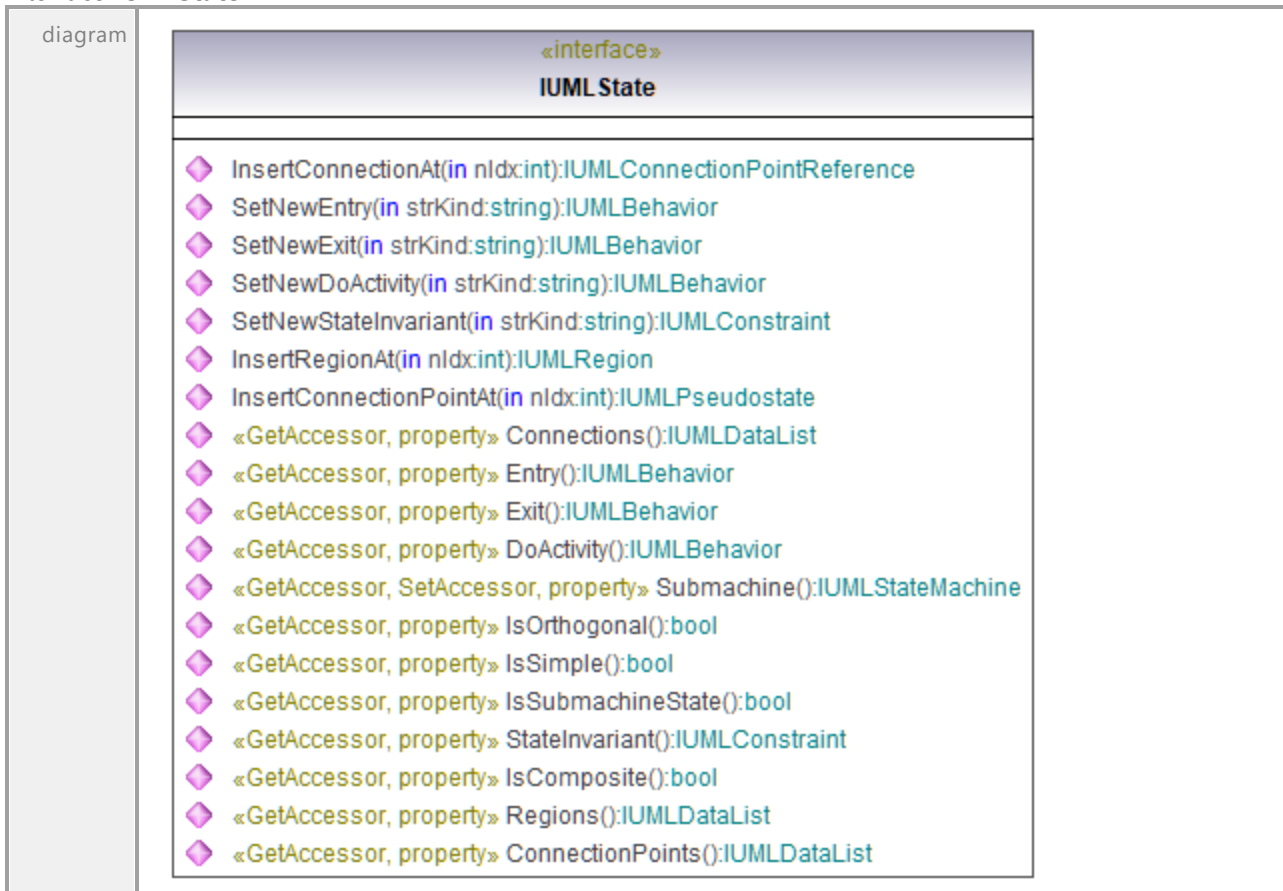 diagram
«interface»
IUMLState
InsertConnectionAt(in nIdx:int):IUMLConnectionPointReference
SetNewEntry(in strKind:string):IUMLBehavior
SetNewExit(in strKind:string):IUMLBehavior
SetNewDoActivity(in strKind:string):IUMLBehavior
SetNewStateInvariant(in strKind:string):IUMLConstraint
InsertRegionAt(in nIdx:int):IUMLRegion
InsertConnectionPointAt(in nIdx:int):IUMLPseudostate
«GetAccessor, property» Connections():IUMLDataList
«GetAccessor, property» Entry():IUMLBehavior
«GetAccessor, property» Exit():IUMLBehavior
«GetAccessor, property» DoActivity():IUMLBehavior
«GetAccessor, SetAccessor, property» Submachine():IUMLStateMachine
«GetAccessor, property» IsOrthogonal():bool
«GetAccessor, property» IsSimple():bool
«GetAccessor, property» IsSubmachineState():bool
«GetAccessor, property» StateInvariant():IUMLConstraint
«GetAccessor, property» IsComposite():bool
«GetAccessor, property» Regions():IUMLDataList
«GetAccessor, property» ConnectionPoints():IUMLDataList